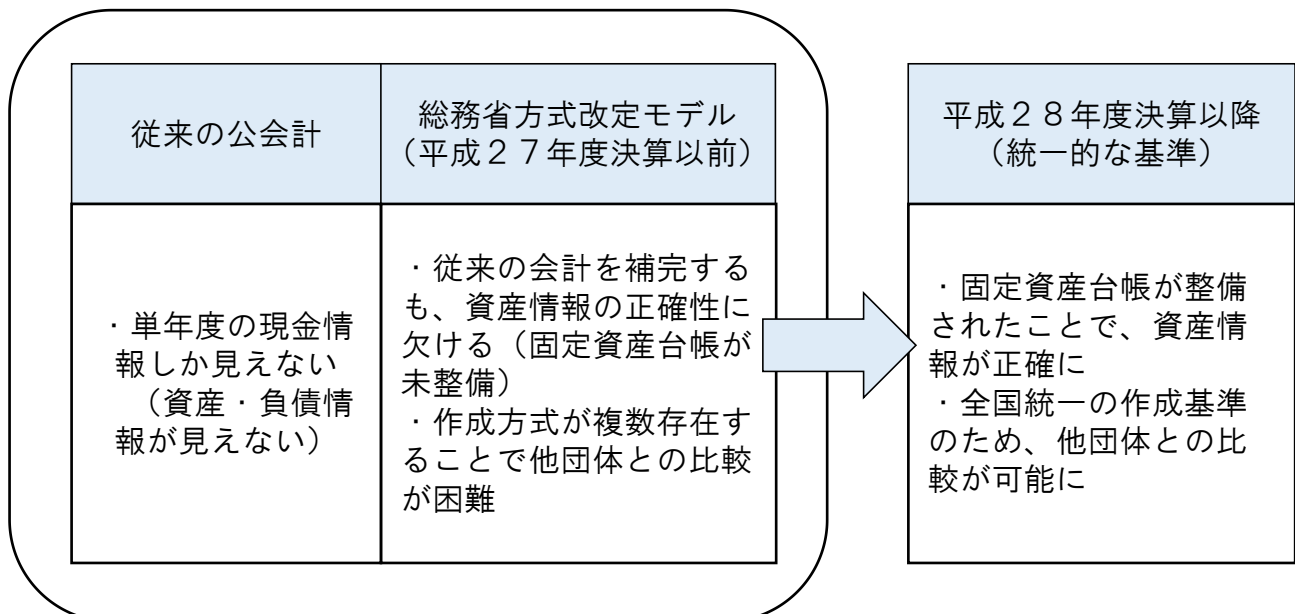 従来の公会計
総務省方式改定モデル
（平成２７年度決算以前）
平成２８年度決算以降
（統一的な基準）
・単年度の現金情
報しか見えない
（資産・負債情
報が見えない）
・従来の会計を補完する
も、資産情報の正確性に
欠ける（固定資産台帳が
未整備）
・作成方式が複数存在す
ることで他団体との比較
が困難
・固定資産台帳が整備
されたことで、資産情
報が正確に
・全国統一の作成基準
のため、他団体との比
較が可能に